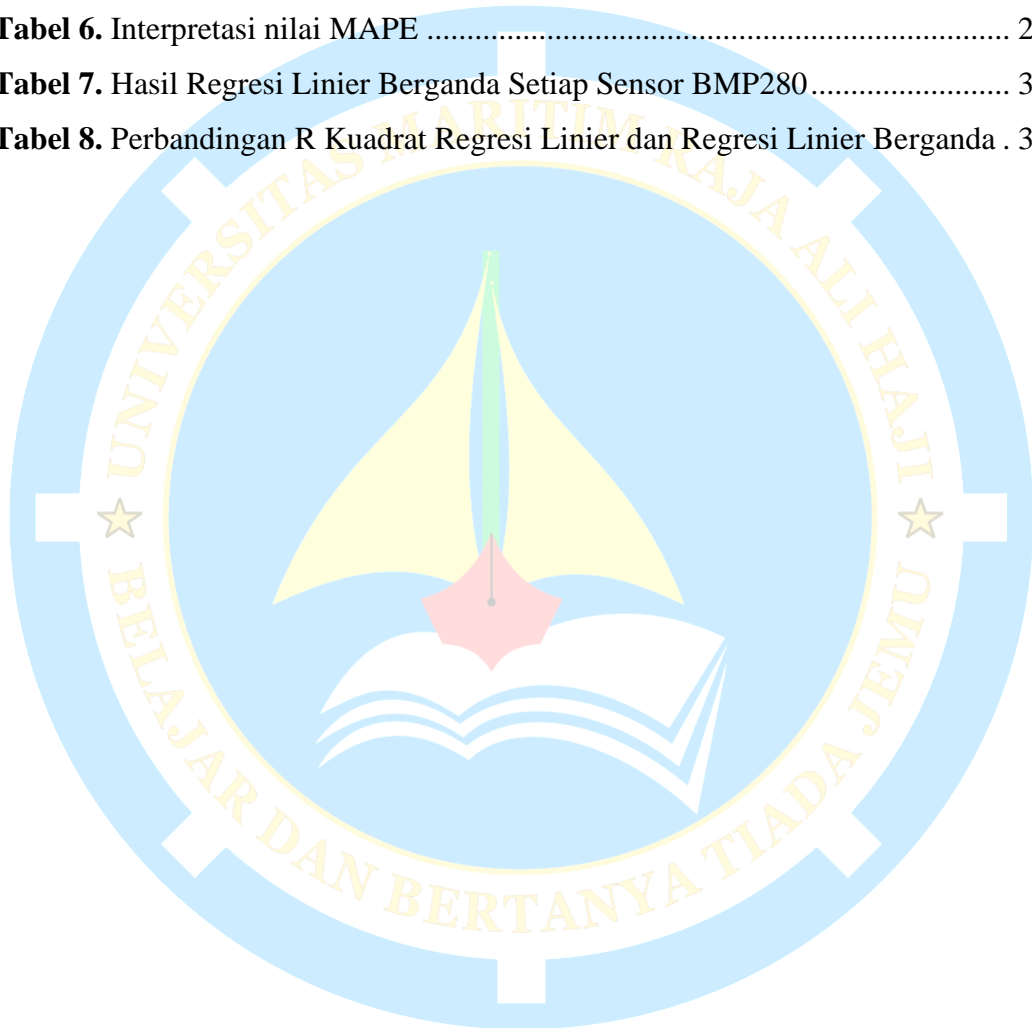 Tabel 6. Interpretasi nilai MAPE ........................................................................ 2
Tabel 7. Hasil Regresi Linier Berganda Setiap Sensor BMP280......................... 3
Tabel 8. Perbandingan R Kuadrat Regresi Linier dan Regresi Linier Berganda . 3
UNIVERSITAS MARITIM RAJA ALI HAJI
BELAJAR DAN BERTANYA TIADA JEMU